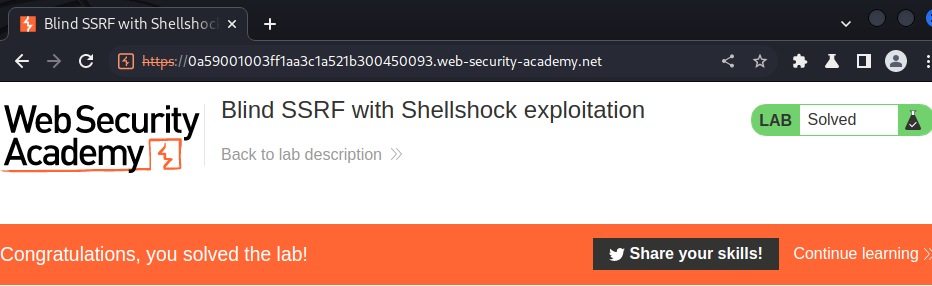 Blind SSRF with Shellshoc
https://0a59001003ff1aa3c1a521b300450093.web-security-academy.net
Web Security
Academy
Blind SSRF with Shellshock exploitation
Back to lab description
LAB Solved
Congratulations, you solved the lab!
Share your skills!
Continue learning